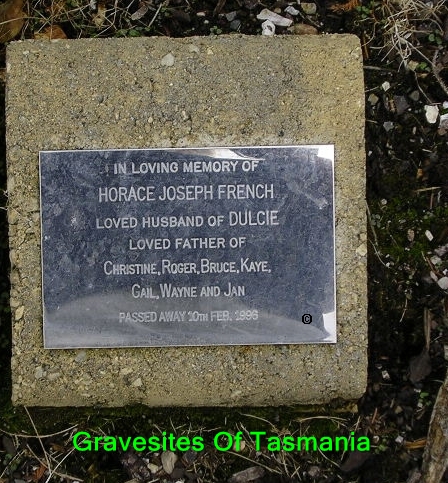 IN LOVING MEMORY OF
HORACE JOSEPH FRENCH
LOVED HUSBAND OF DULCIE
LOVED FATHER OF
CHRISTINE, ROGER, BRUCE, KAYE,
GAIL, WAYNE AND JAN
PASSED AWAY 10TH FEB. 1996
©
Gravesites Of Tasmania